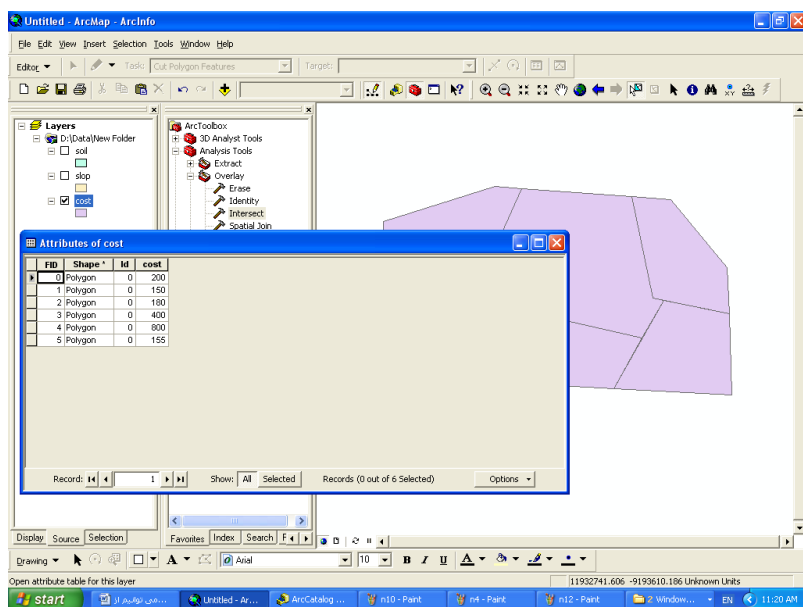 Untitled - ArcMap - ArcInfo
File Edit View Insert Selection Tools Window Help
Editor Task: Cut Polygon Features Target:
Layers
D:\Data\New Folder
soil
slop
cost
ArcToolbox
3D Analyst Tools
Analysis Tools
Extract
Overlay
Erase
Identity
Intersect
Spatial Join
Attributes of cost
FID Shape * Id cost
0 Polygon 0 200
1 Polygon 0 150
2 Polygon 0 180
3 Polygon 0 400
4 Polygon 0 800
5 Polygon 0 155
Record: 1 Show: All Selected Records (0 out of 6 Selected) Options
Display Source Selection
Favorites Index Search F
Drawing A Arial 10 B I U A
Open attribute table for this layer
11932741.606 -9193610.186 Unknown Units
start
می توانیم از...
Untitled - Ar...
ArcCatalog ...
n10 - Paint
n4 - Paint
n12 - Paint
2 Window...
EN
11:20 AM